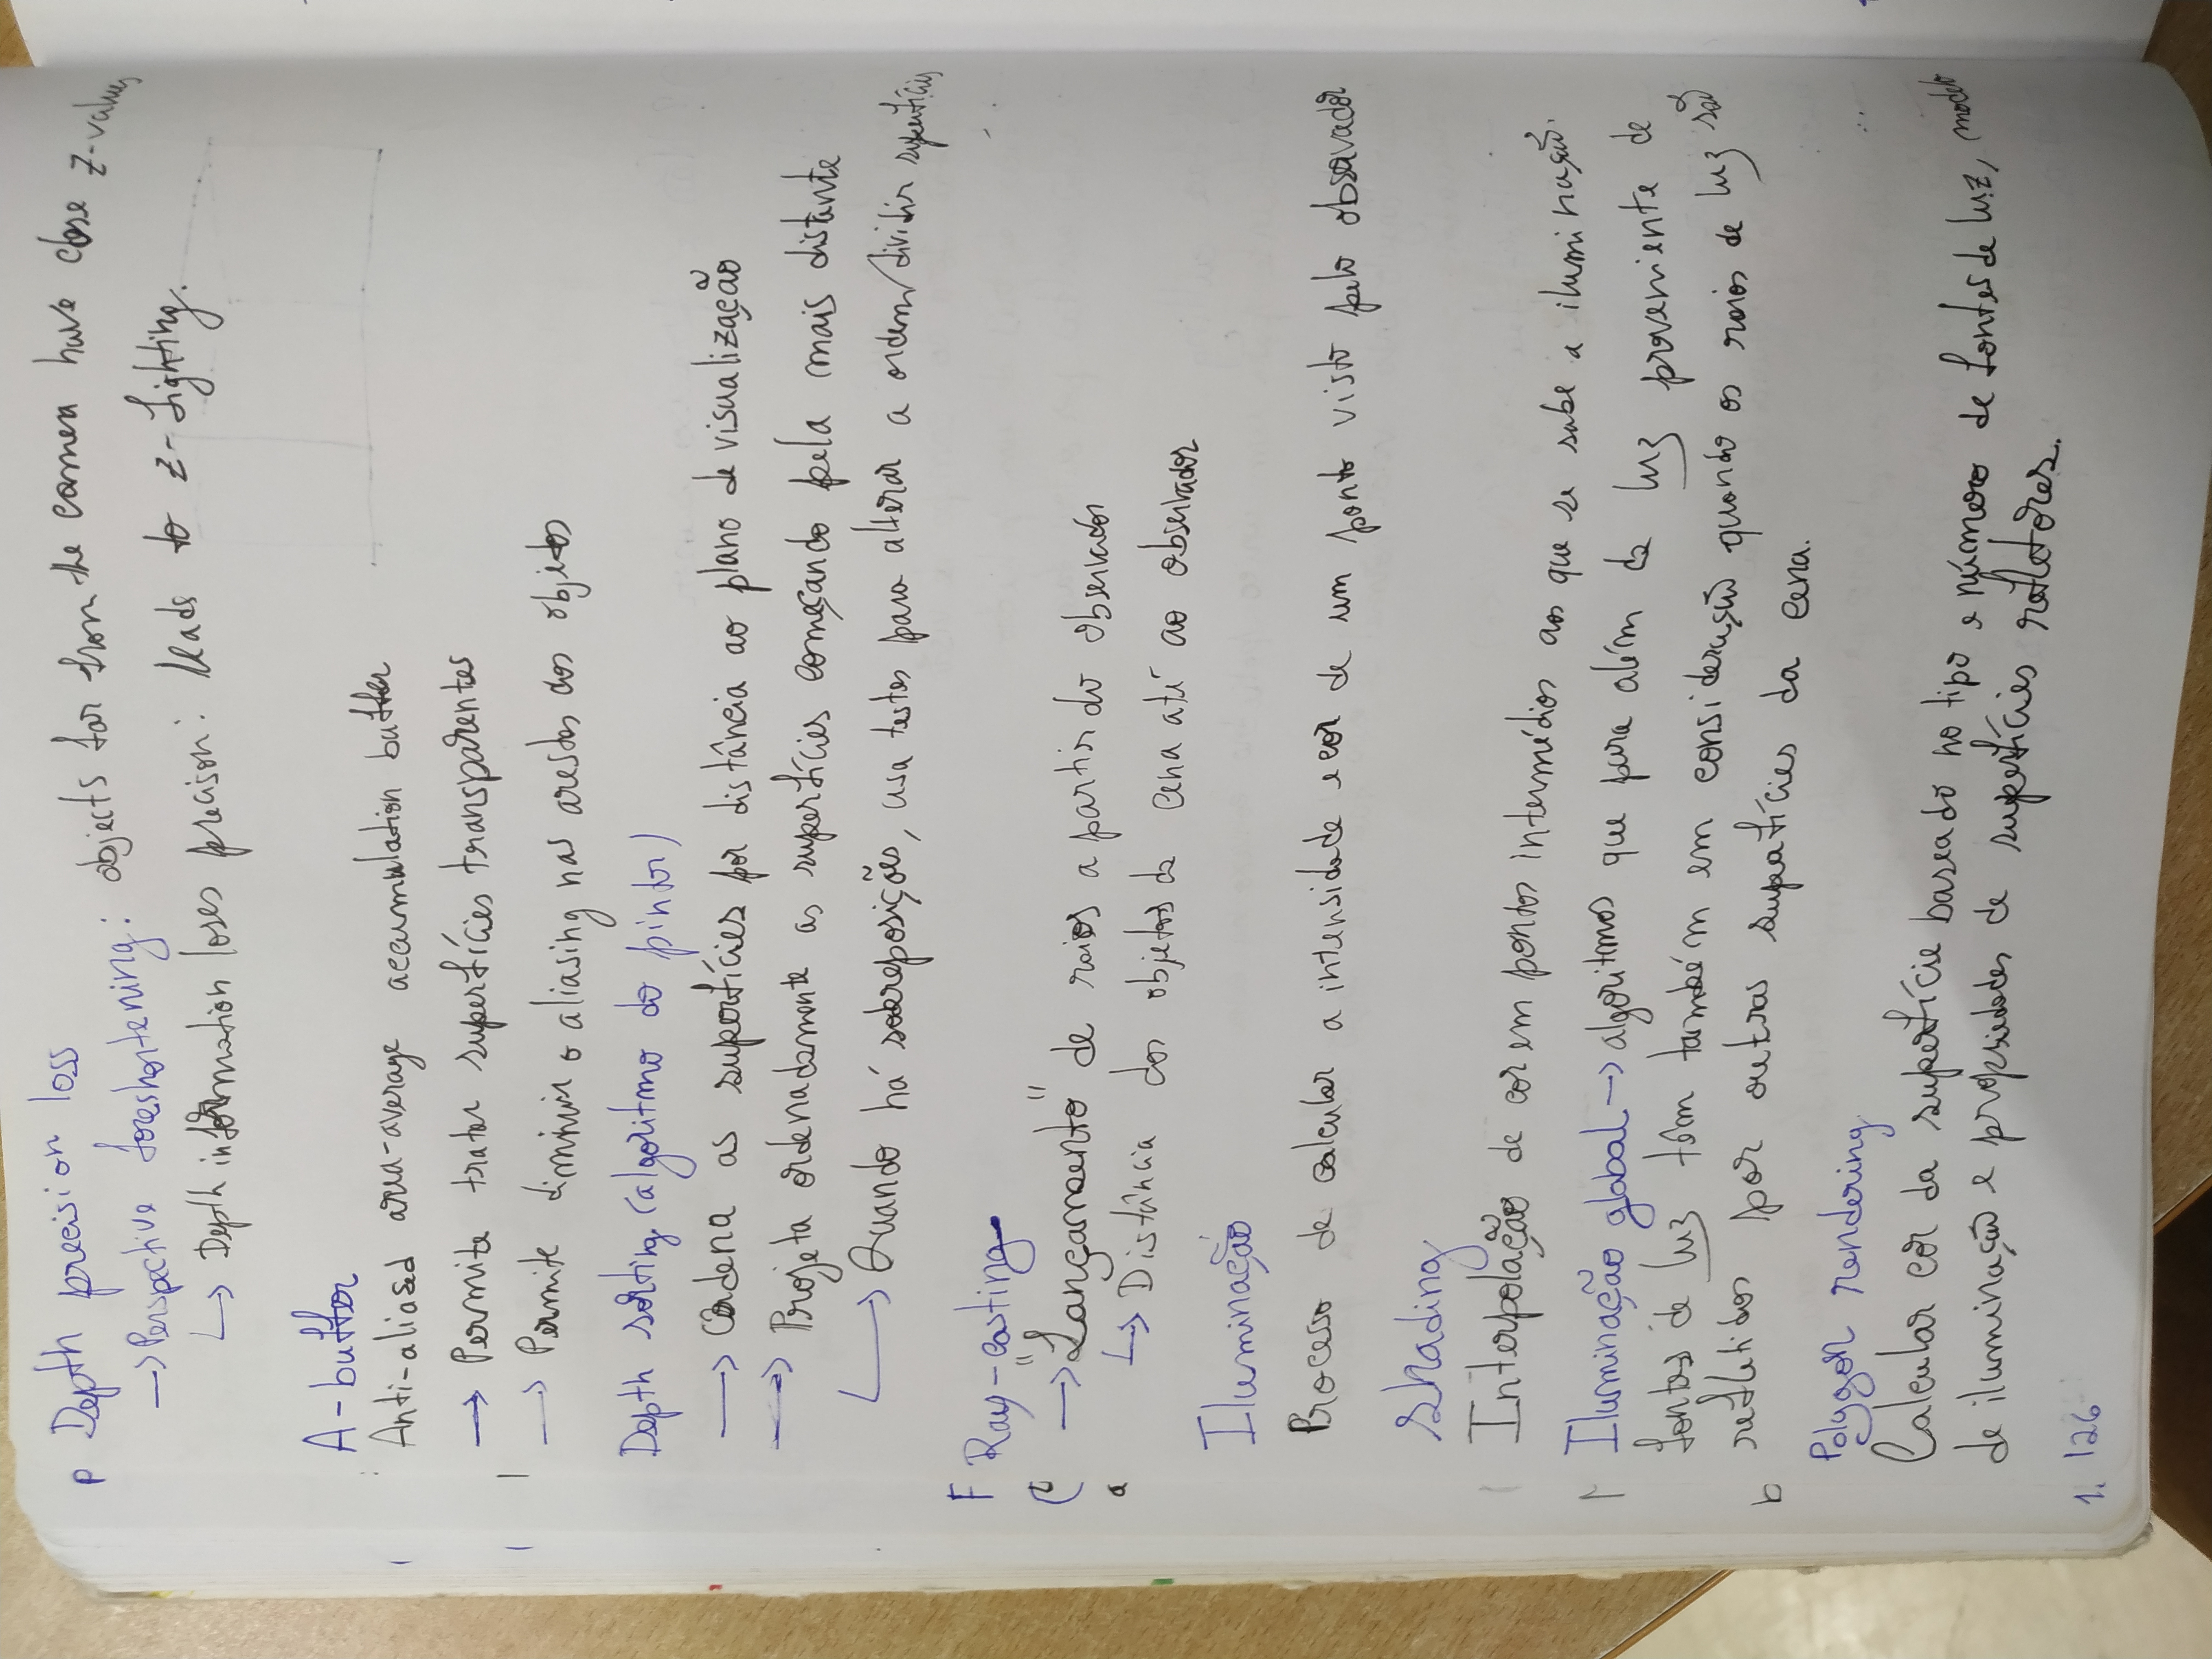 Depth precision loss
→ Perspective foreshortening: objects far from the camera have close z-values
↳ Depth information loses precison: leads to z-fighting.
A-buffer
Anti-aliased area-average accumulation buffer
→ Permite tratar superfícies transparentes
→ Permite diminuir o aliasing nas arestas dos objetos
Depth sorting (algoritmo do pintor)
→ Ordena as superfícies por distância ao plano de visualização
→ Projeta ordenadamente as superfícies começando pela mais distante
↳ Quando há sobreposições, usa testes para alterar a ordem/dividir superfícies
Ray-casting
→ "Lançamento" de raios a partir do observador
↳ Distância dos objetos da cena até ao observador
Iluminação
Processo de calcular a intensidade e cor de um ponto visto pelo observador
Shading
Interpolação de cor em pontos intermédios aos que se sabe a iluminação.
Iluminação global → algoritmos que para além da luz proveniente de
fontes de luz têm também em consideração quando os raios de luz são
refletidos por outras superfícies da cena.
Polygon rendering
Calcular cor da superfície baseado no tipo e número de fontes de luz, modelo
de iluminação e propriedades de superfícies refletores.
126